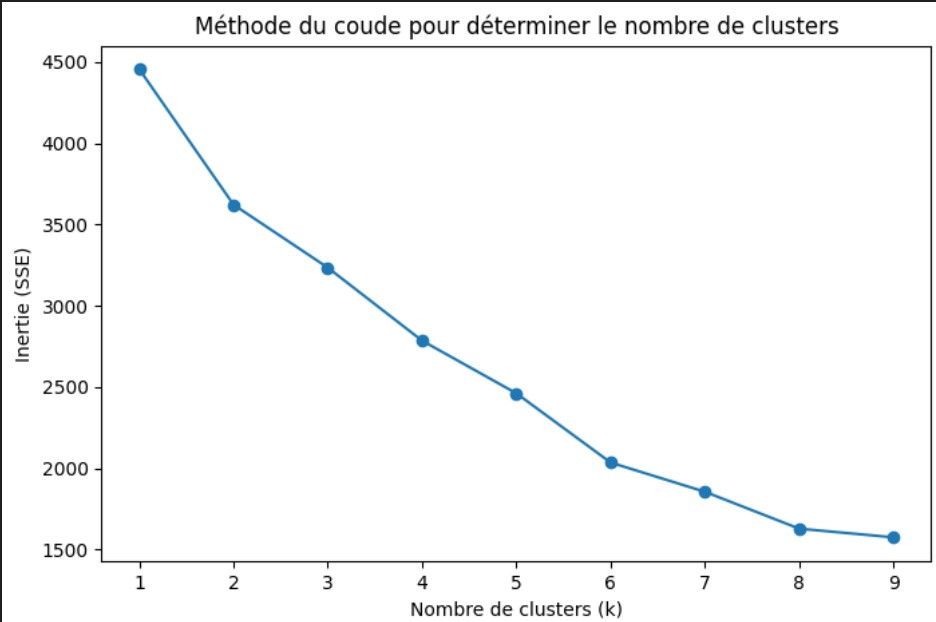 Méthode du coude pour déterminer le nombre de clusters
4500
4000
3500
3000
2500
2000
1500
Inertie (SSE)
1 2 3 4 5 6 7 8 9
Nombre de clusters (k)